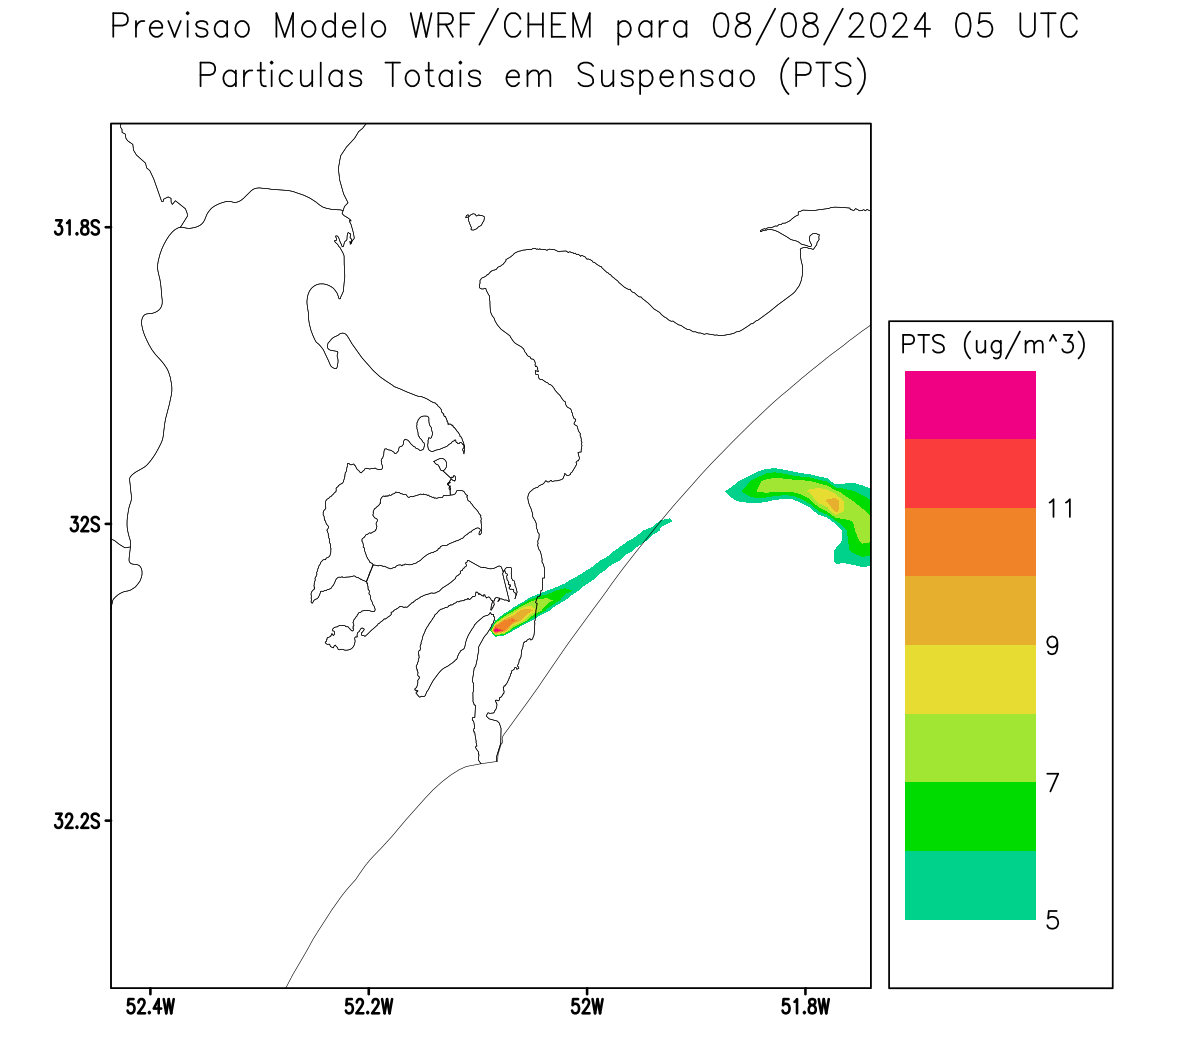 Previsao Modelo WRF/CHEM para 08/08/2024 05 UTC
Particulas Totais em Suspensao (PTS)
31.8S
32S
32.2S
52.4W 52.2W 52W 51.8W
PTS (ug/m^3)
11
9
7
5